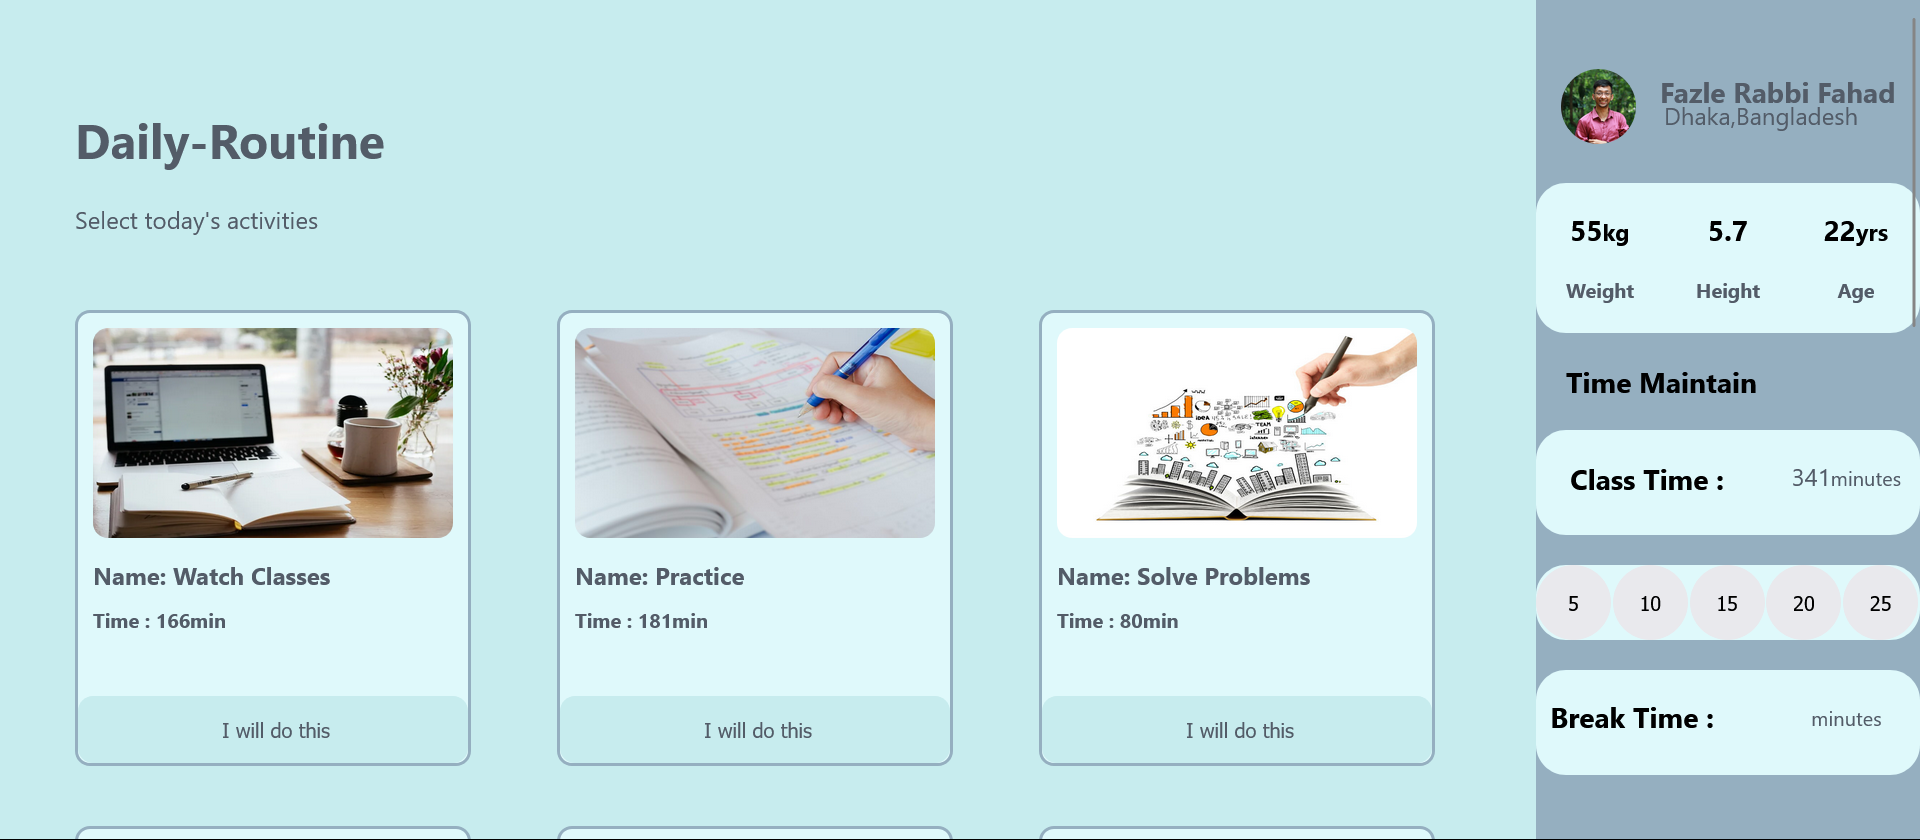 Daily-Routine
Select today's activities
Name: Watch Classes
Time : 166min
I will do this
Name: Practice
Time : 181min
I will do this
IDEA
TEAM
Name: Solve Problems
Time : 80min
I will do this
Fazle Rabbi Fahad
Dhaka,Bangladesh
55kg 5.7 22yrs
Weight Height Age
Time Maintain
Class Time : 341minutes
5 10 15 20 25
Break Time : minutes